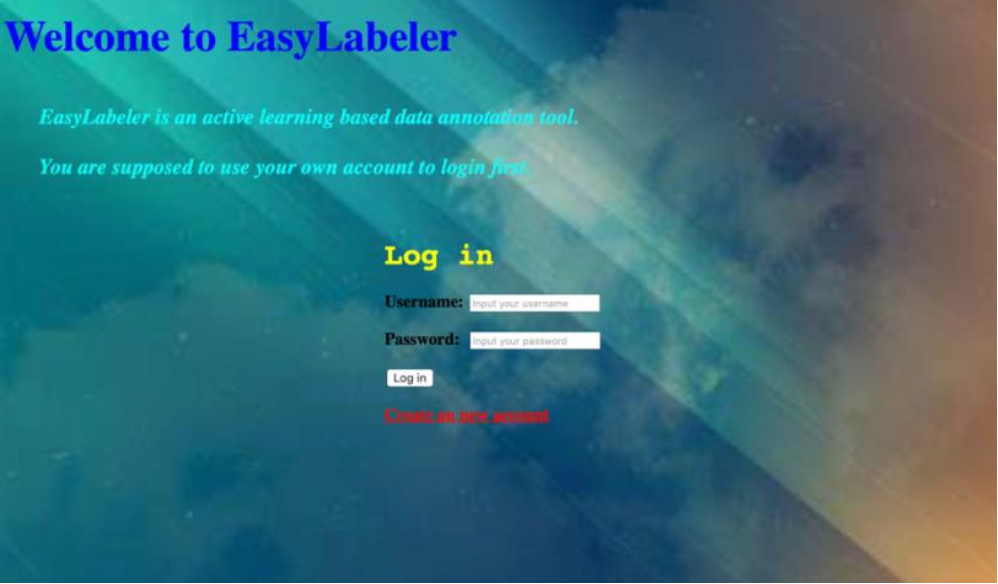 Welcome to EasyLabeler
EasyLabeler is an active learning based data annotation tool.
You are supposed to use your own account to login first.
Log in
Username: Input your username
Password: Input your password
Log in
Create an new account